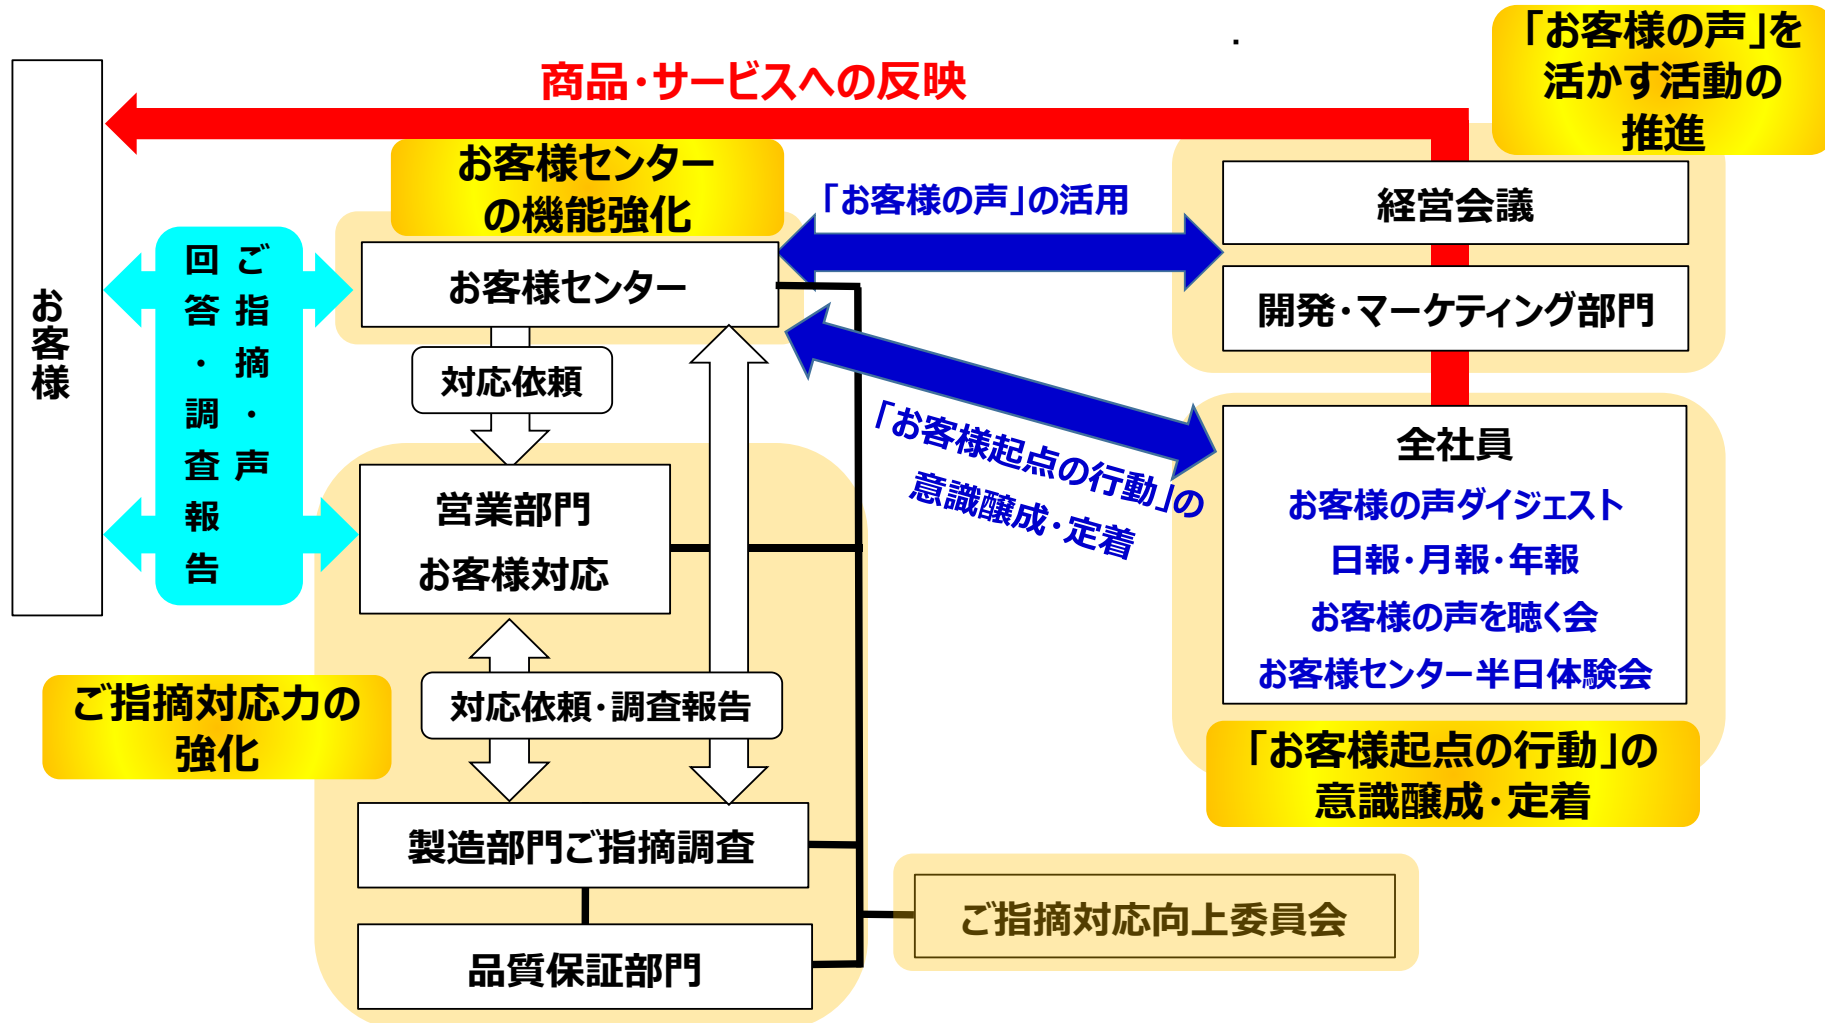 「お客様の声」を
活かす活動の
推進
商品・サービスへの反映
お客様センター
の機能強化
「お客様の声」の活用
経営会議
開発・マーケティング部門
お客様
ご指摘・声
回答・調査報告
お客様センター
対応依頼
「お客様起点の行動」の
意識醸成・定着
全社員
お客様の声ダイジェスト
日報・月報・年報
お客様の声を聴く会
お客様センター半日体験会
営業部門
お客様対応
対応依頼・調査報告
ご指摘対応力の
強化
「お客様起点の行動」の
意識醸成・定着
製造部門ご指摘調査
ご指摘対応向上委員会
品質保証部門